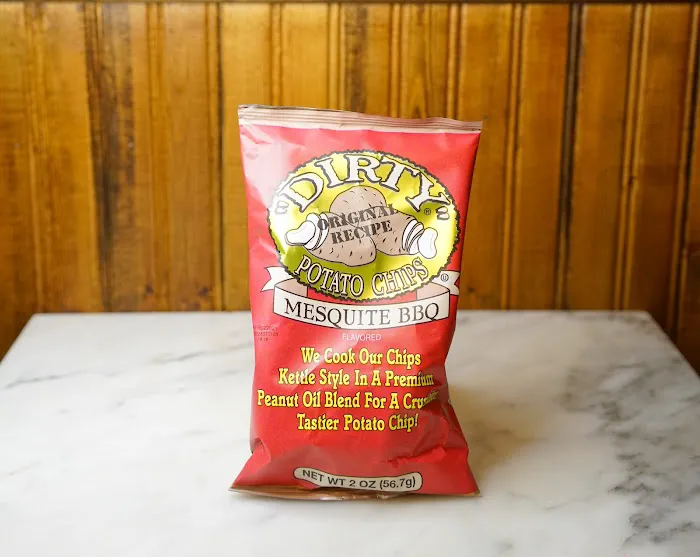 DIRTY
®
ORIGINAL
RECIPE
POTATO CHIPS
®
MESQUITE BBQ
FLAVORED
We Cook Our Chips
Kettle Style In A Premium
Peanut Oil Blend For A
Tastier Potato Chip!
NET WT 2 OZ (56.7g)